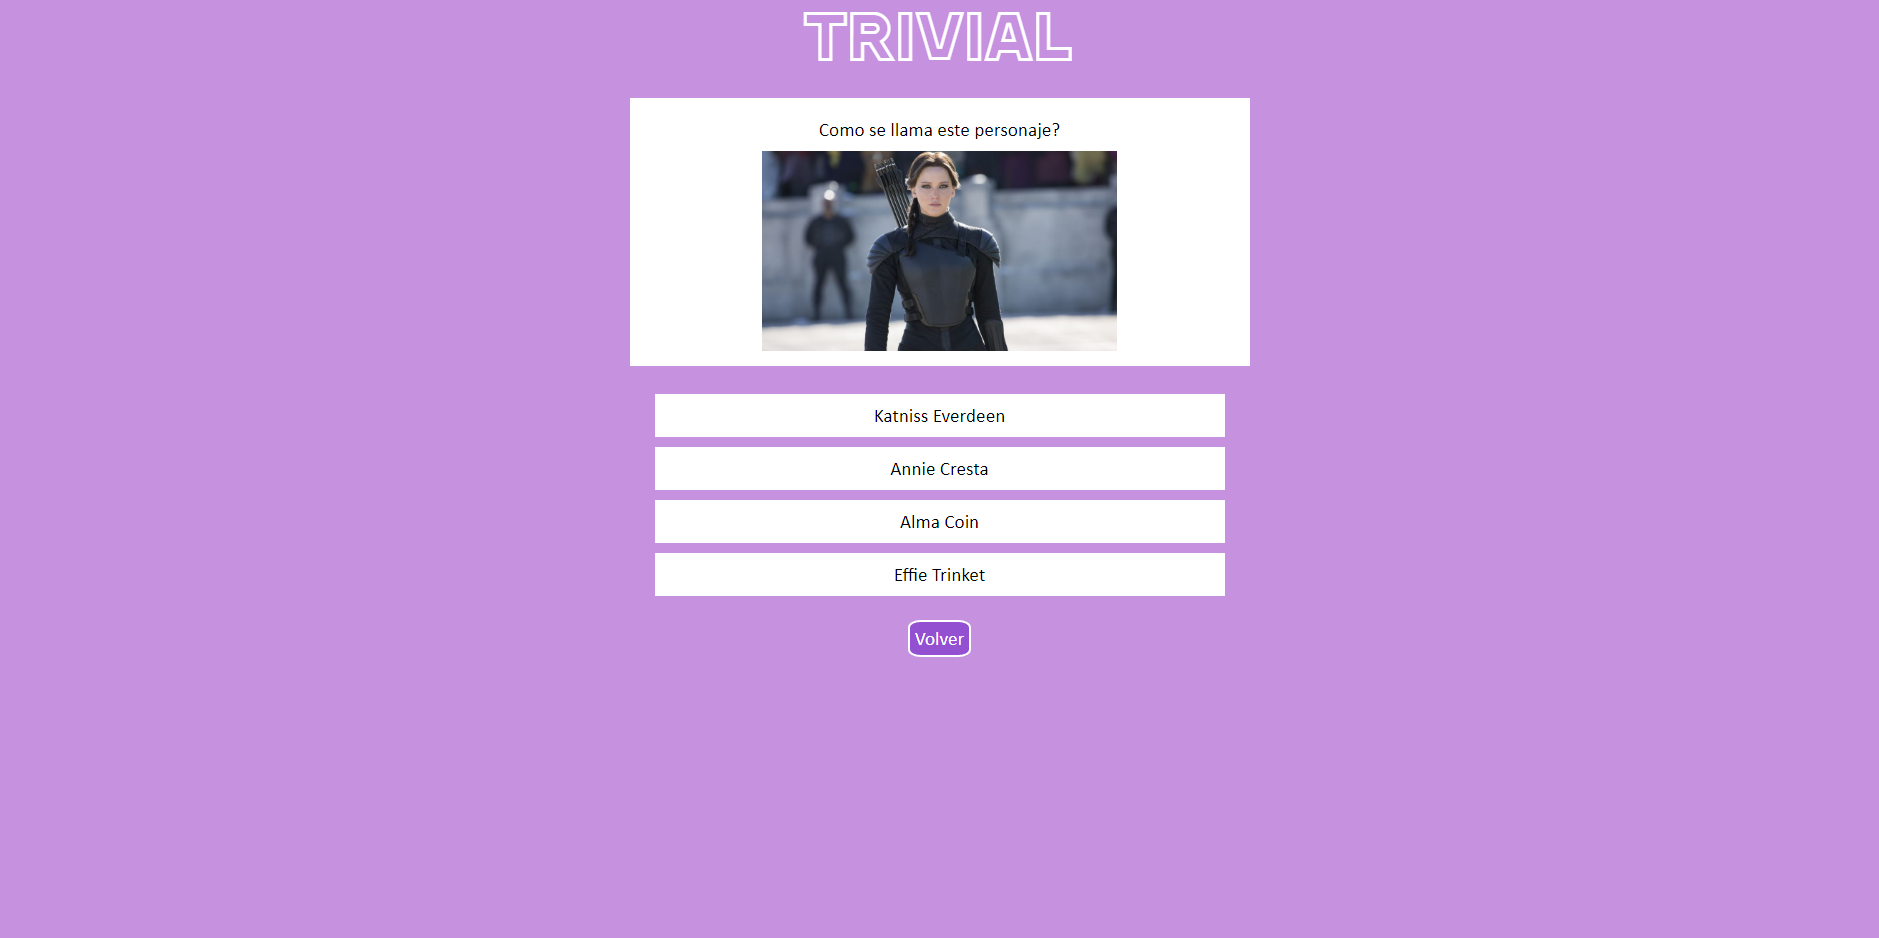 TRIVIAL
Como se llama este personaje?
Katniss Everdeen
Annie Cresta
Alma Coin
Effie Trinket
Volver